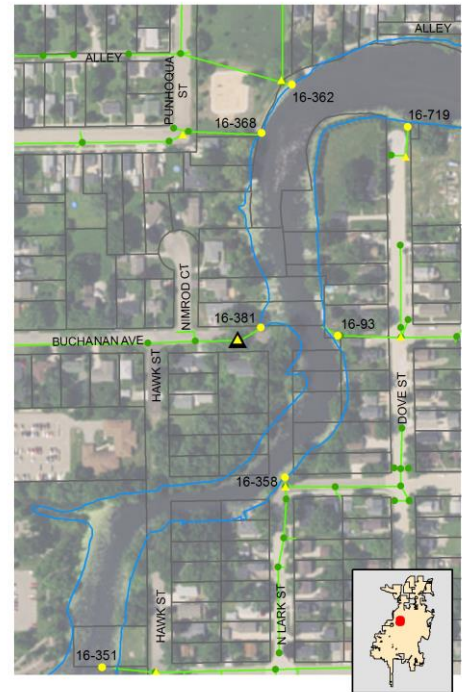 ALLEY
ALLEY
PUNHOQUA
ST
16-362
16-368
16-719
NIMROD CT
16-381
16-93
BUCHANAN AVE
HAWK ST
DOVE ST
16-358
HAWK ST
N LARK ST
16-351